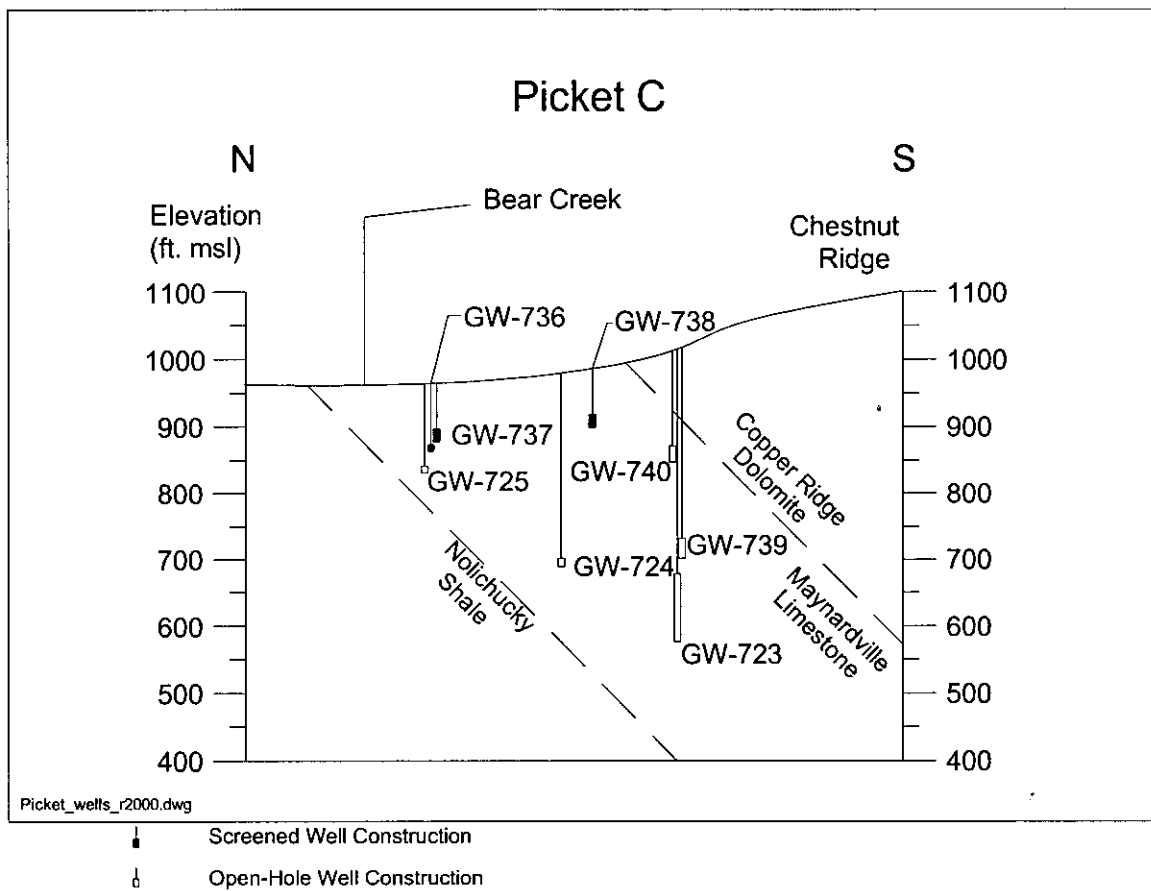 Picket C
N
S
Bear Creek
Elevation
(ft. msl)
Chestnut
Ridge
1100
1100
GW-736
GW-738
1000
1000
900
900
GW-737
GW-740
GW-725
Copper Ridge
Dolomite
800
800
700
700
GW-724
GW-739
Nolichucky
Shale
Maynardville
Limestone
600
600
GW-723
500
500
400
400
Picket_wells_r2000.dwg
Screened Well Construction
Open-Hole Well Construction